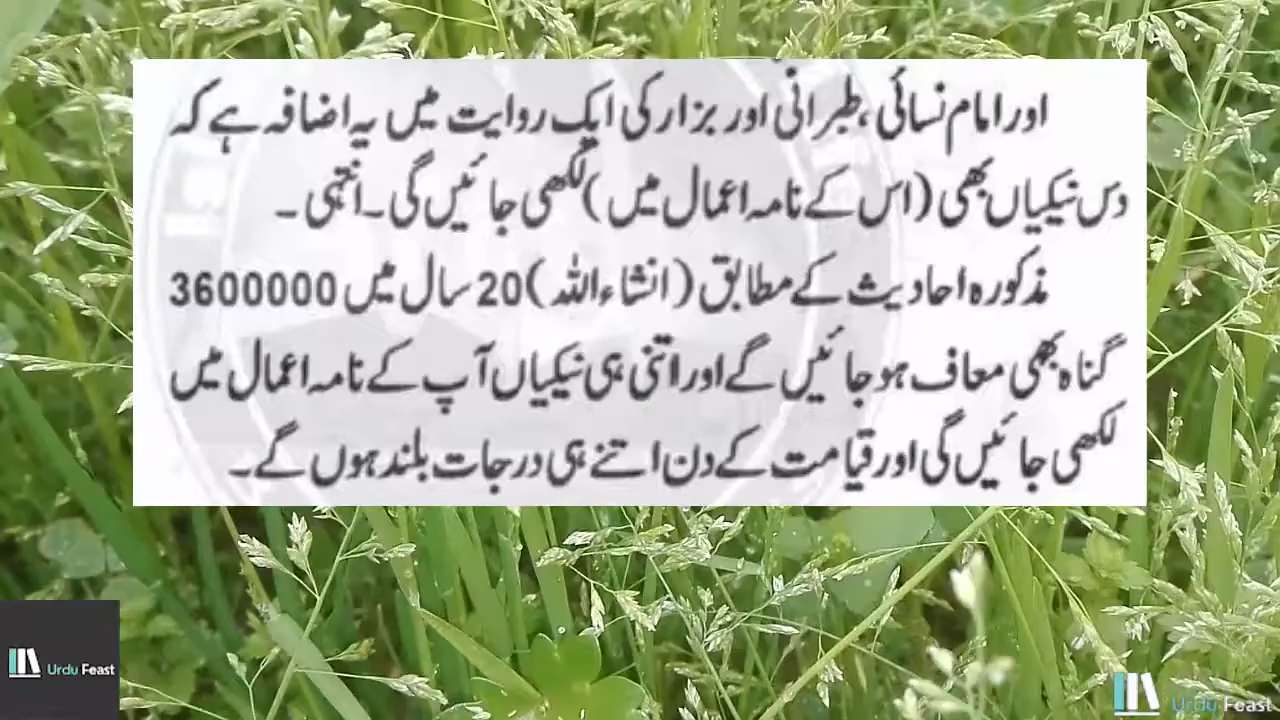 اور امام نسائی، طبرانی اور بزار کی ایک روایت میں یہ اضافہ ہے کہ
دس نیکیاں بھی (اس کے نامہ اعمال میں) لکھی جائیں گی۔ انتہی۔
مذکورہ احادیث کے مطابق (انشاء اللہ) 20 سال میں 3600000
گناہ بھی معاف ہو جائیں گے اور اتنی ہی نیکیاں آپ کے نامہ اعمال میں
لکھی جائیں گی اور قیامت کے دن اتنے ہی درجات بلند ہوں گے۔
Urdu Feast
Urdu Feast